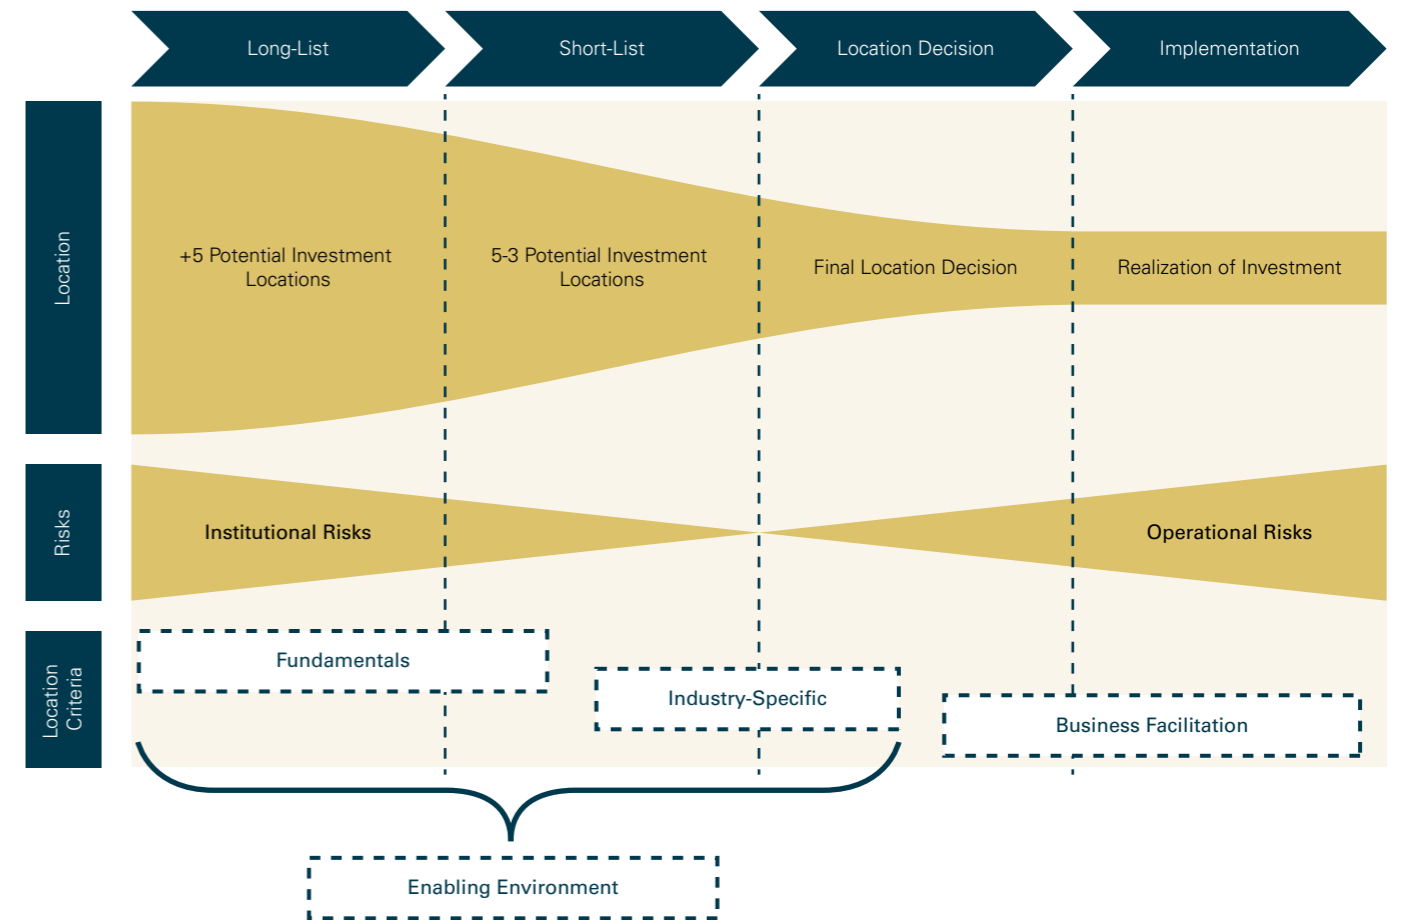 Long-List
Short-List
Location Decision
Implementation
Location
+5 Potential Investment
Locations
5-3 Potential Investment
Locations
Final Location Decision
Realization of Investment
Risks
Institutional Risks
Operational Risks
Location
Criteria
Fundamentals
Industry-Specific
Business Facilitation
Enabling Environment